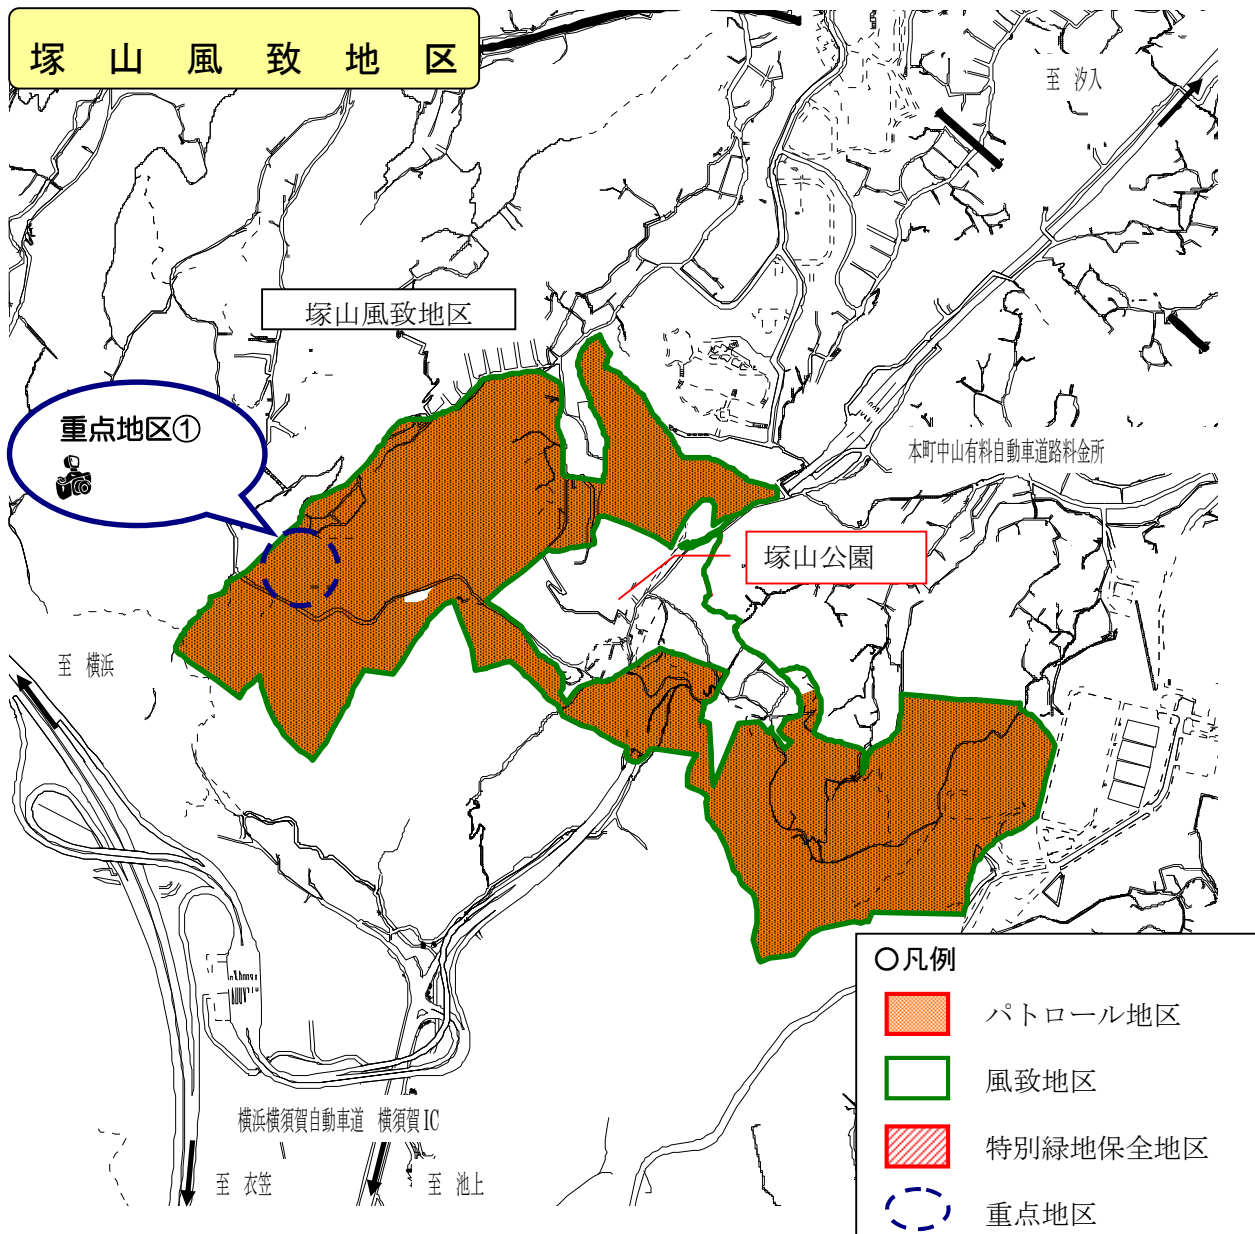 塚山風致地区
至 汐入
塚山風致地区
重点地区①
本町中山有料自動車道路料金所
塚山公園
至 横浜
横浜横須賀自動車道 横須賀IC
至 衣笠
至 池上
〇凡例
パトロール地区
風致地区
特別緑地保全地区
重点地区